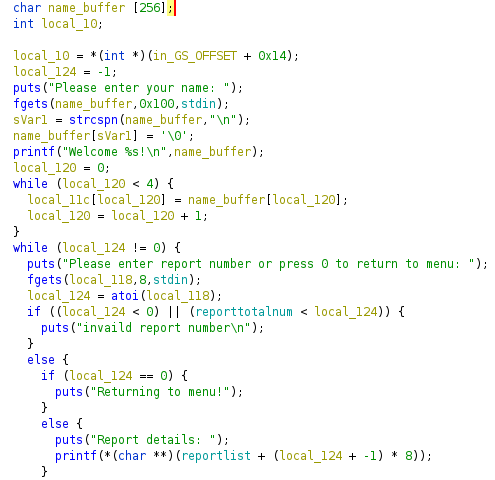 char name_buffer [256];
int local_10;
local_10 = *(int *)(in_GS_OFFSET + 0x14);
local_124 = -1;
puts("Please enter your name: ");
fgets(name_buffer,0x100,stdin);
sVar1 = strcspn(name_buffer,"\n");
name_buffer[sVar1] = '\0';
printf("Welcome %s!\n",name_buffer);
local_120 = 0;
while (local_120 < 4) {
local_11c[local_120] = name_buffer[local_120];
local_120 = local_120 + 1;
}
while (local_124 != 0) {
puts("Please enter report number or press 0 to return to menu: ");
fgets(local_118,8,stdin);
local_124 = atoi(local_118);
if ((local_124 < 0) || (reporttotalnum < local_124)) {
puts("invaild report number\n");
}
else {
if (local_124 == 0) {
puts("Returning to menu!");
}
else {
puts("Report details: ");
printf(*(char **)(reportlist + (local_124 + -1) * 8));
}